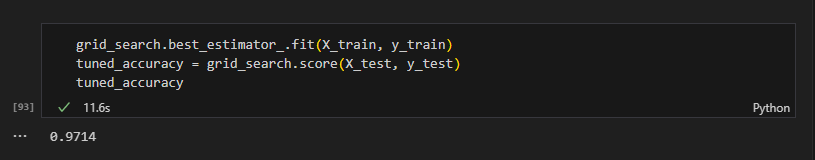 grid_search.best_estimator_.fit(X_train, y_train)
tuned_accuracy = grid_search.score(X_test, y_test)
tuned_accuracy
[93] 11.6s Python
... 0.9714